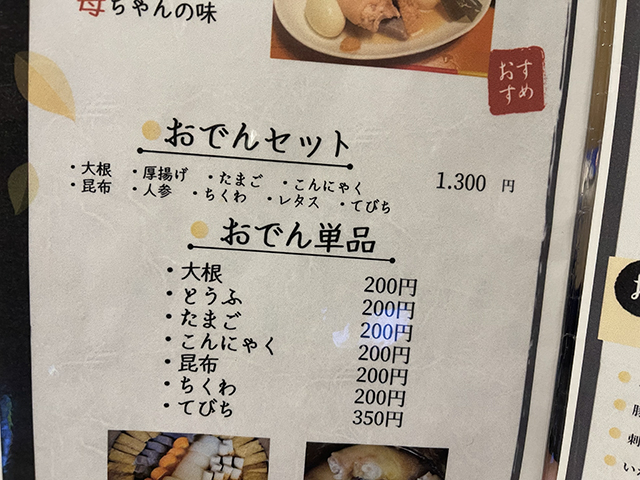 母ちゃんの味
おすすめ
おでんセット
・大根 ・厚揚げ ・たまご ・こんにゃく
・昆布 ・人参 ・ちくわ ・レタス ・てびち
1.300 円
おでん単品
・大根 200円
・とうふ 200円
・たまご 200円
・こんにゃく 200円
・昆布 200円
・ちくわ 200円
・てびち 350円